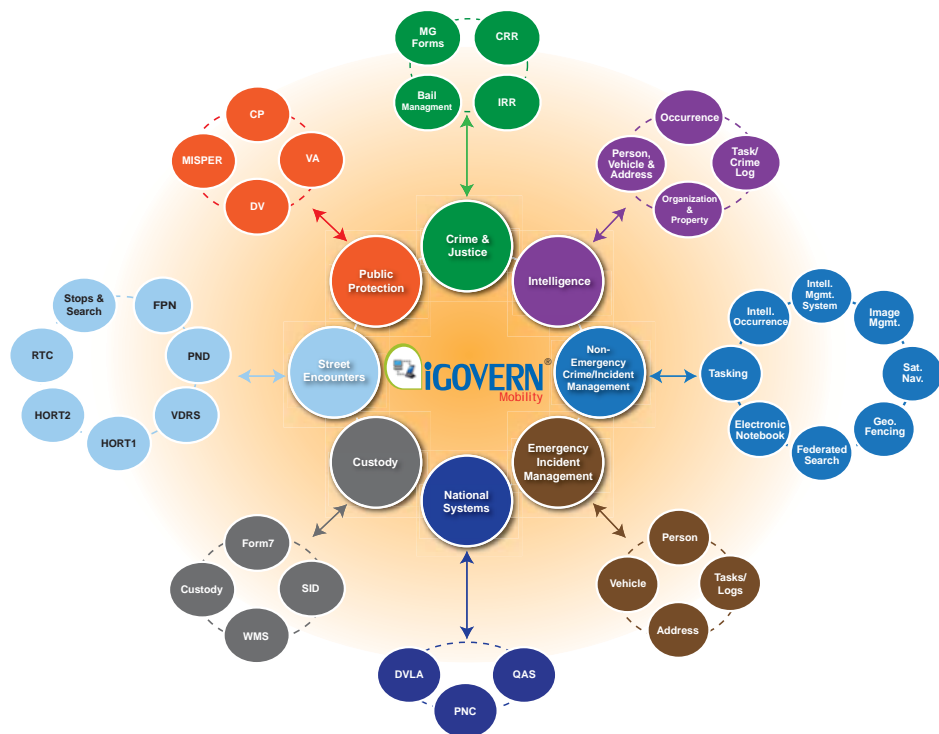 MG
Forms
CRR
Bail
Managment
IRR
CP
MISPER
VA
DV
Occurrence
Person,
Vehicle &
Address
Task/
Crime
Log
Organization
&
Property
Crime &
Justice
Public
Protection
Intelligence
Stops &
Search
FPN
RTC
PND
HORT2
VDRS
HORT1
Street
Encounters
iGOVERN®
Mobility
Non-
Emergency
Crime/Incident
Management
Intell.
Mgmt.
System
Intell.
Occurrence
Image
Mgmt.
Tasking
Sat.
Nav.
Electronic
Notebook
Geo.
Fencing
Federated
Search
Custody
Emergency
Incident
Management
National
Systems
Form7
Custody
SID
WMS
Person
Vehicle
Tasks/
Logs
Address
DVLA
QAS
PNC